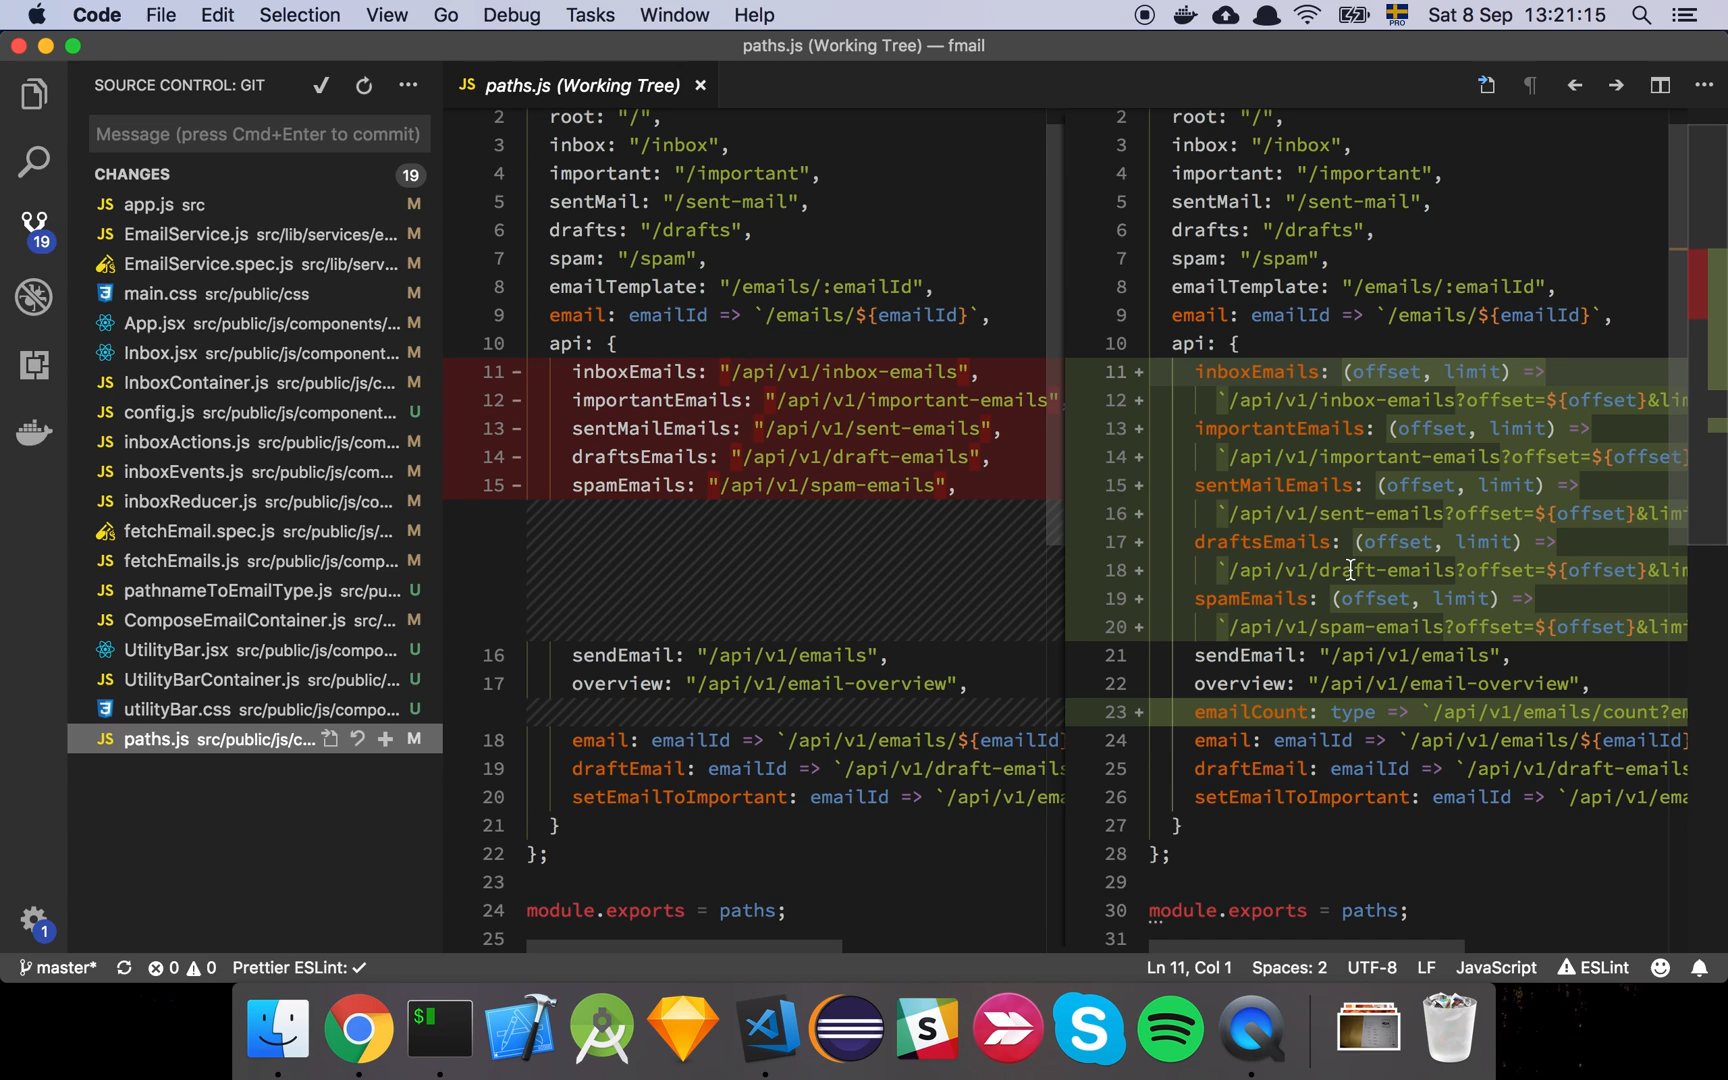 Code File Edit Selection View Go Debug Tasks Window Help PRO Sat 8 Sep 13:21:15
paths.js (Working Tree) — fmail
SOURCE CONTROL: GIT
Message (press Cmd+Enter to commit)
CHANGES 19
JS app.js src M
JS EmailService.js src/lib/services/e... M
EmailService.spec.js src/lib/serv... M
main.css src/public/css M
App.jsx src/public/js/components/... M
Inbox.jsx src/public/js/component... M
JS InboxContainer.js src/public/js/c... M
JS config.js src/public/js/component... U
JS inboxActions.js src/public/js/com... M
JS inboxEvents.js src/public/js/com... M
JS inboxReducer.js src/public/js/co... M
fetchEmail.spec.js src/public/js/... M
JS fetchEmails.js src/public/js/comp... M
JS pathnameToEmailType.js src/pu... U
JS ComposeEmailContainer.js src/... M
UtilityBar.jsx src/public/js/compo... U
JS UtilityBarContainer.js src/public/... U
utilityBar.css src/public/js/compo... U
JS paths.js src/public/js/c... M
19
1
JS paths.js (Working Tree)
2 root: "/",
3 inbox: "/inbox",
4 important: "/important",
5 sentMail: "/sent-mail",
6 drafts: "/drafts",
7 spam: "/spam",
8 emailTemplate: "/emails/:emailId",
9 email: emailId => `/emails/${emailId}`,
10 api: {
11 - inboxEmails: "/api/v1/inbox-emails",
12 - importantEmails: "/api/v1/important-emails"
13 - sentMailEmails: "/api/v1/sent-emails",
14 - draftsEmails: "/api/v1/draft-emails",
15 - spamEmails: "/api/v1/spam-emails",
16 sendEmail: "/api/v1/emails",
17 overview: "/api/v1/email-overview",
18 email: emailId => `/api/v1/emails/${emailId}
19 draftEmail: emailId => `/api/v1/draft-emails
20 setEmailToImportant: emailId => `/api/v1/ema
21 }
22 };
23
24 module.exports = paths;
25
2 root: "/",
3 inbox: "/inbox",
4 important: "/important",
5 sentMail: "/sent-mail",
6 drafts: "/drafts",
7 spam: "/spam",
8 emailTemplate: "/emails/:emailId",
9 email: emailId => `/emails/${emailId}`,
10 api: {
11 + inboxEmails: (offset, limit) =>
12 + `/api/v1/inbox-emails?offset=${offset}&lim
13 + importantEmails: (offset, limit) =>
14 + `/api/v1/important-emails?offset=${offset}
15 + sentMailEmails: (offset, limit) =>
16 + `/api/v1/sent-emails?offset=${offset}&lim
17 + draftsEmails: (offset, limit) =>
18 + `/api/v1/draft-emails?offset=${offset}&lim
19 + spamEmails: (offset, limit) =>
20 + `/api/v1/spam-emails?offset=${offset}&lim
21 sendEmail: "/api/v1/emails",
22 overview: "/api/v1/email-overview",
23 + emailCount: type => `/api/v1/emails/count?em
24 email: emailId => `/api/v1/emails/${emailId}
25 draftEmail: emailId => `/api/v1/draft-emails
26 setEmailToImportant: emailId => `/api/v1/ema
27 }
28 };
29
30 module.exports = paths;
31
master* 0 0 Prettier ESLint: ✓ Ln 11, Col 1 Spaces: 2 UTF-8 LF JavaScript ESLint
$
S
S